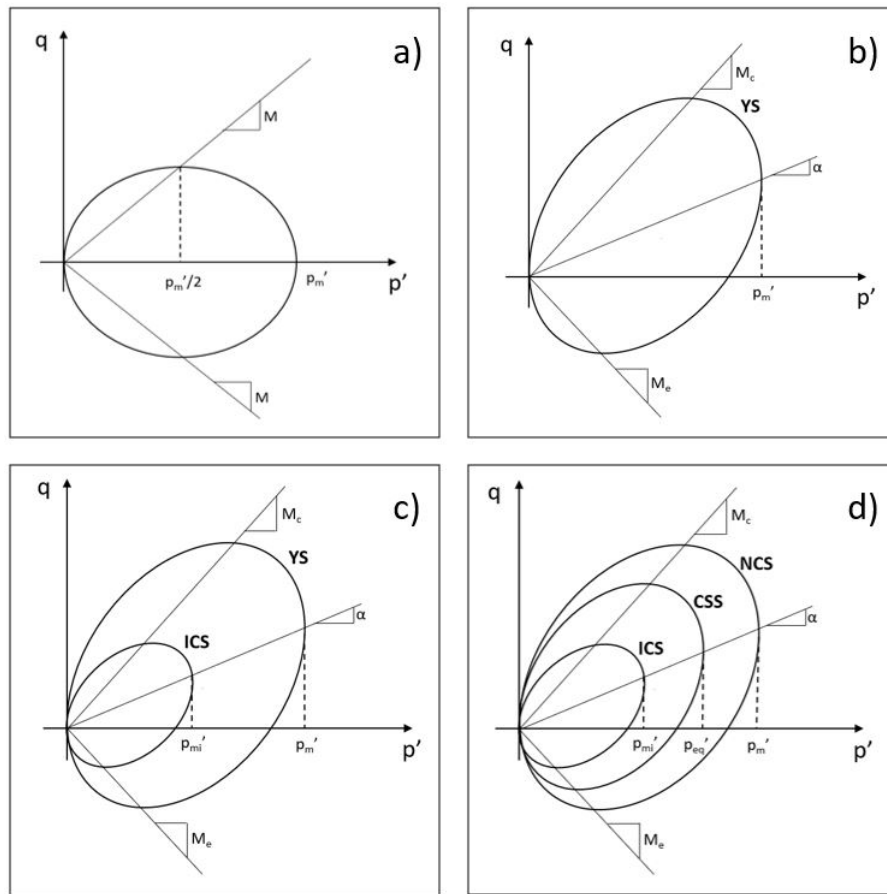 q
a)
M
p_m'/2
p_m'
p'
M
q
b)
M_c
YS
α
p_m'
p'
M_e
q
c)
M_c
YS
α
ICS
p_mi'
p_m'
p'
M_e
q
d)
M_c
NCS
CSS
α
ICS
p_mi'
p_eq'
p_m'
p'
M_e